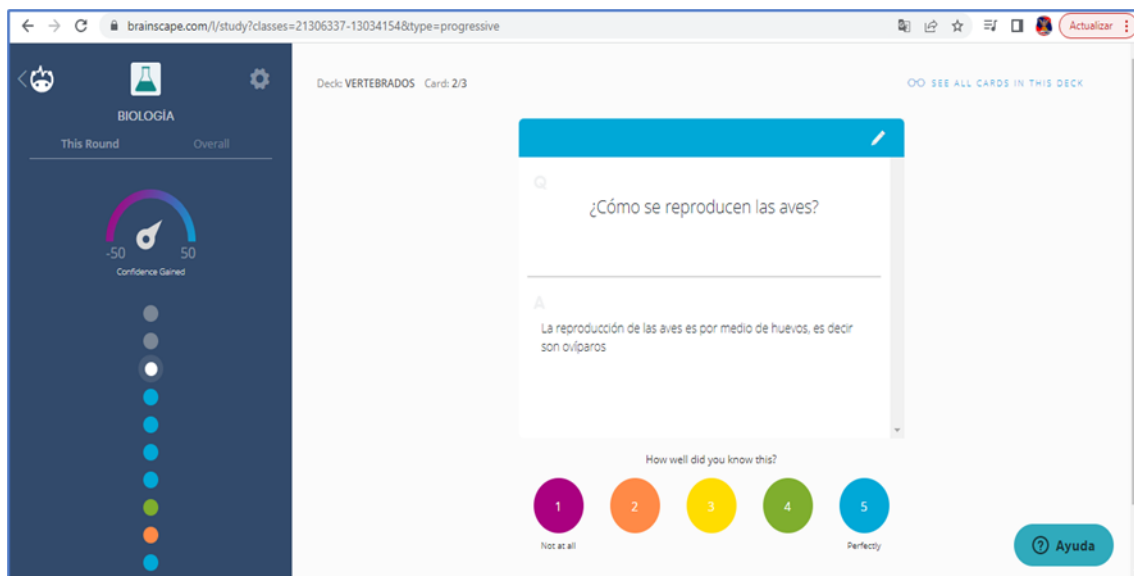 brainscape.com/l/study?classes=21306337-13034154&type=progressive
Actualizar
BIOLOGÍA
This Round
Overall
-50
50
Confidence Gained
Deck: VERTEBRADOS Card: 2/3
SEE ALL CARDS IN THIS DECK
Q
¿Cómo se reproducen las aves?
A
La reproducción de las aves es por medio de huevos, es decir
son ovíparos
How well did you know this?
1
2
3
4
5
Not at all
Perfectly
Ayuda